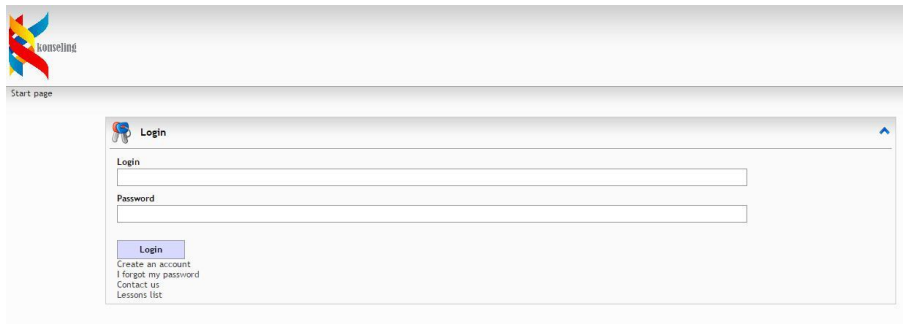 konseling
Start page
Login
Login
Password
Login
Create an account
I forgot my password
Contact us
Lessons list